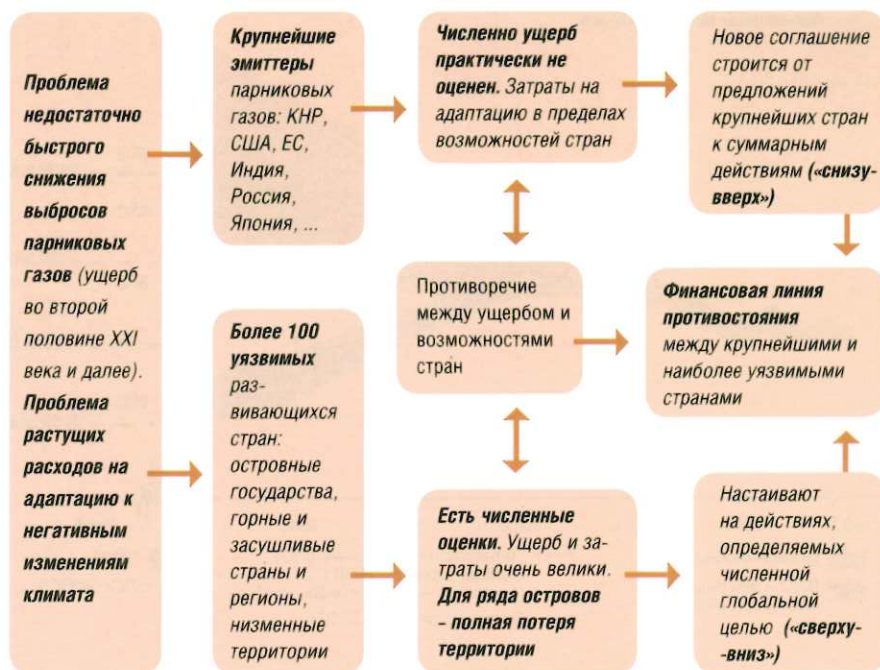 Проблема
недостаточно
быстрого
снижения
выбросов
парниковых
газов (ущерб
во второй
половине XXI
века и далее).
Проблема
растущих
расходов на
адаптацию к
негативным
изменениям
климата
Крупнейшие
эмиттеры
парниковых
газов: КНР,
США, ЕС,
Индия,
Россия,
Япония, ...
Численно ущерб
практически не
оценен. Затраты на
адаптацию в пределах
возможностей стран
Новое соглашение
строится от
предложений
крупнейших стран
к суммарным
действиям («снизу-
вверх»)
Противоречие
между ущербом и
возможностями
стран
Финансовая линия
противостояния
между крупнейшими и
наиболее уязвимыми
странами
Более 100
уязвимых
раз-
вивающихся
стран:
островные
государства,
горные и
засушливые
страны и
регионы,
низменные
территории
Есть численные
оценки. Ущерб и за-
траты очень велики.
Для ряда островов
– полная потеря
территории
Настаивают
на действиях,
определяемых
численной
глобальной
целью («сверху-
-вниз»)